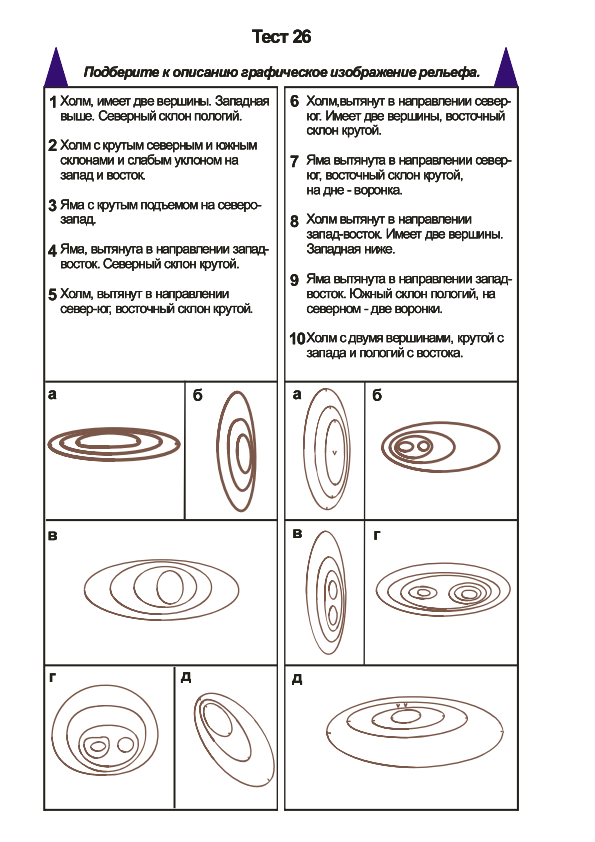 Тест 26
Подберите к описанию графическое изображение рельефа.
1 Холм, имеет две вершины. Западная
выше. Северный склон пологий.
2 Холм с крутым северным и южным
склонами и слабым уклоном на
запад и восток.
3 Яма с крутым подъемом на северо-
запад.
4 Яма, вытянута в направлении запад-
восток. Северный склон крутой.
5 Холм, вытянут в направлении
север-юг, восточный склон крутой.
6 Холм,вытянут в направлении север-
юг. Имеет две вершины, восточный
склон крутой.
7 Яма вытянута в направлении север-
юг, восточный склон крутой,
на дне - воронка.
8 Холм вытянут в направлении
запад-восток. Имеет две вершины.
Западная ниже.
9 Яма вытянута в направлении запад-
восток. Южный склон пологий, на
северном - две воронки.
10 Холм с двумя вершинами, крутой с
запада и пологий с востока.
а
б
в
г
д
а
б
в
г
д